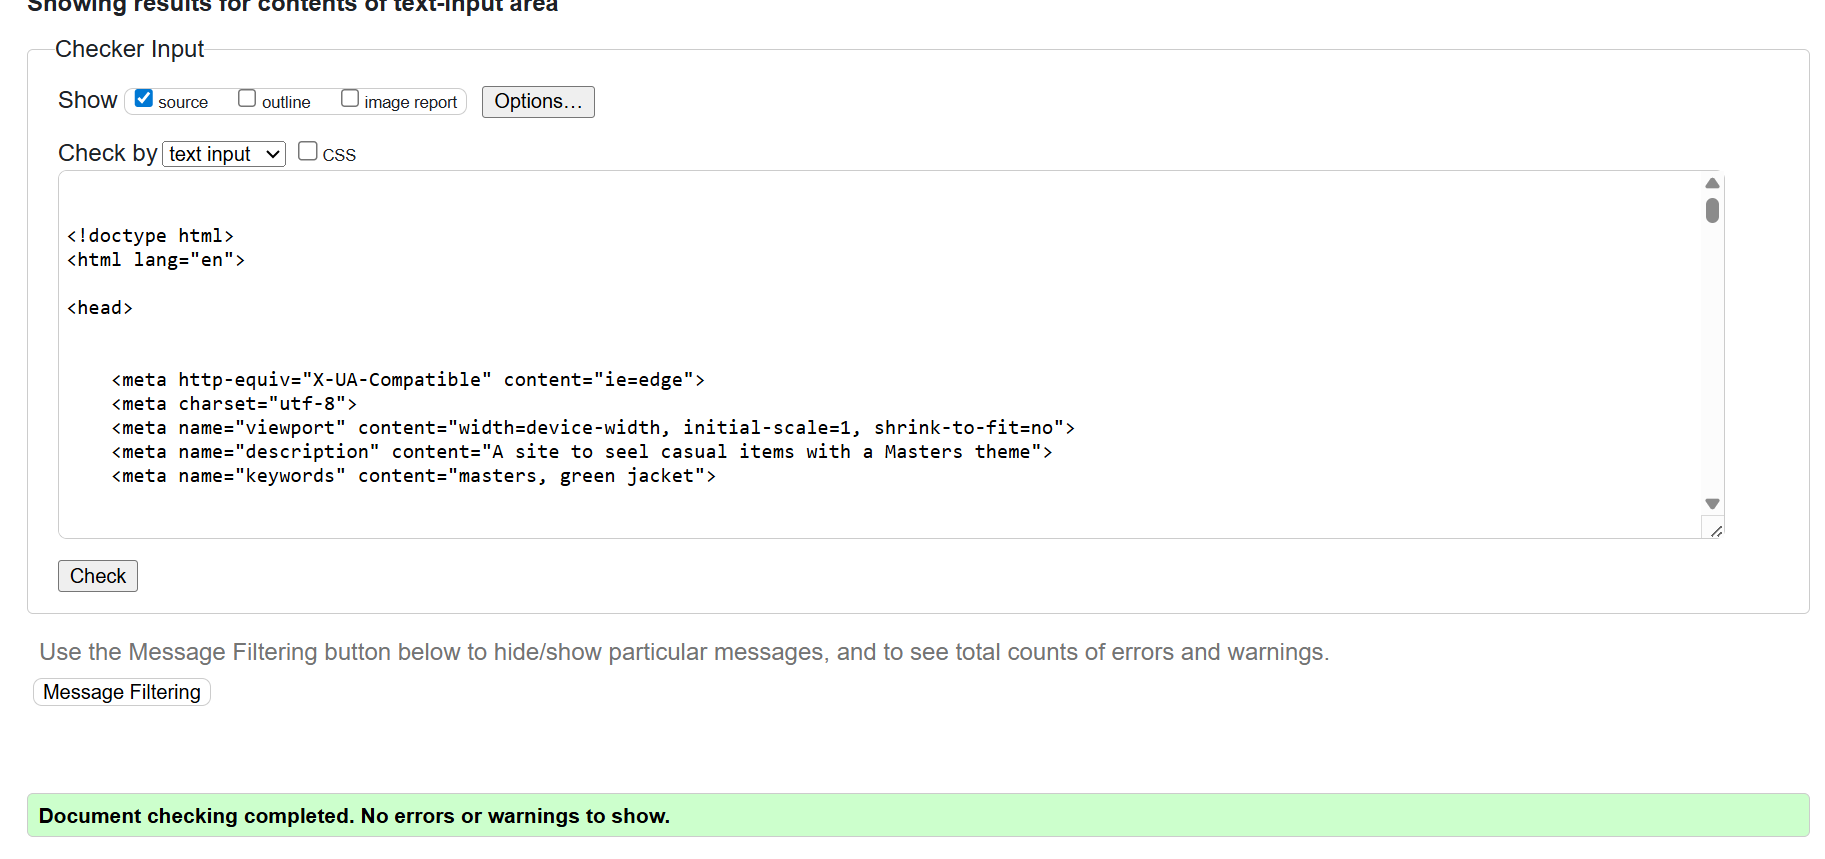 Showing results for contents of text-input area
Checker Input
Show source outline image report Options...
Check by text input CSS
<!doctype html>
<html lang="en">
<head>
<meta http-equiv="X-UA-Compatible" content="ie=edge">
<meta charset="utf-8">
<meta name="viewport" content="width=device-width, initial-scale=1, shrink-to-fit=no">
<meta name="description" content="A site to seel casual items with a Masters theme">
<meta name="keywords" content="masters, green jacket">
Check
Use the Message Filtering button below to hide/show particular messages, and to see total counts of errors and warnings.
Message Filtering
Document checking completed. No errors or warnings to show.